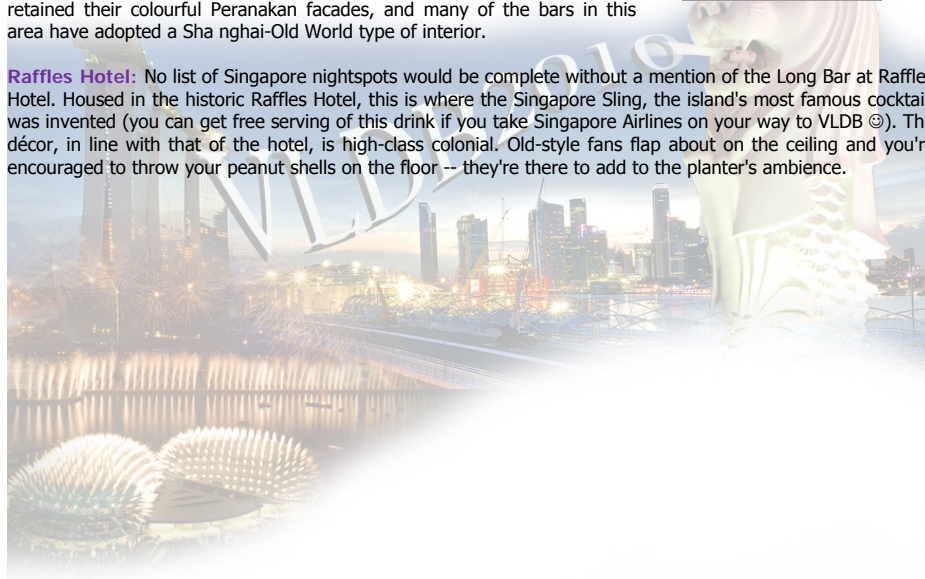 retained their colourful Peranakan facades, and many of the bars in this
area have adopted a Sha nghai-Old World type of interior.
Raffles Hotel: No list of Singapore nightspots would be complete without a mention of the Long Bar at Raffle
Hotel. Housed in the historic Raffles Hotel, this is where the Singapore Sling, the island's most famous cocktai
was invented (you can get free serving of this drink if you take Singapore Airlines on your way to VLDB ☺). Th
décor, in line with that of the hotel, is high-class colonial. Old-style fans flap about on the ceiling and you'r
encouraged to throw your peanut shells on the floor -- they're there to add to the planter's ambience.
VLDB2010